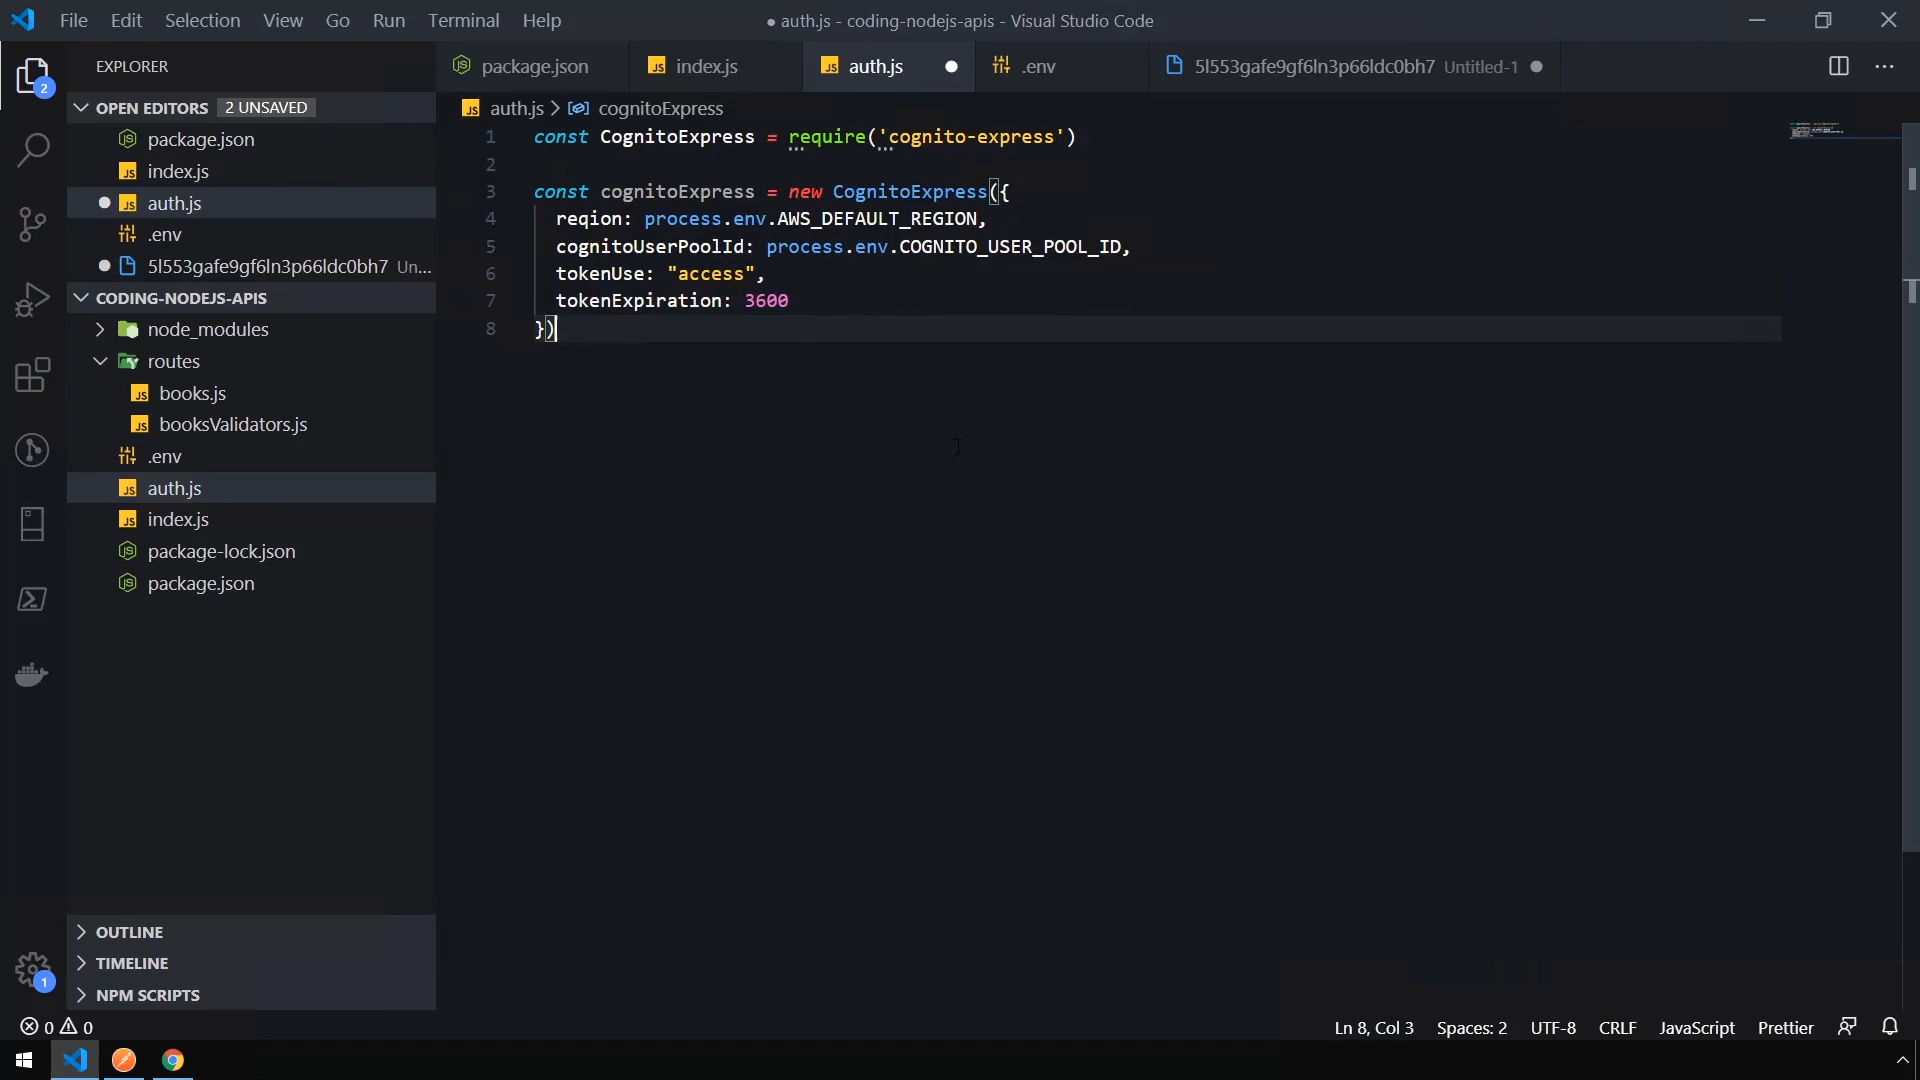 File Edit Selection View Go Run Terminal Help
● auth.js - coding-nodejs-apis - Visual Studio Code
EXPLORER
OPEN EDITORS 2 UNSAVED
package.json
index.js
auth.js
.env
5l553gafe9gf6ln3p66ldc0bh7 Un...
CODING-NODEJS-APIS
node_modules
routes
books.js
booksValidators.js
.env
auth.js
index.js
package-lock.json
package.json
OUTLINE
TIMELINE
NPM SCRIPTS
2
1
package.json index.js auth.js .env 5l553gafe9gf6ln3p66ldc0bh7 Untitled-1
auth.js > cognitoExpress
1 const CognitoExpress = require('cognito-express')
2
3 const cognitoExpress = new CognitoExpress({
4 reqion: process.env.AWS_DEFAULT_REGION,
5 cognitoUserPoolId: process.env.COGNITO_USER_POOL_ID,
6 tokenUse: "access",
7 tokenExpiration: 3600
8 })
0 0
Ln 8, Col 3 Spaces: 2 UTF-8 CRLF JavaScript Prettier